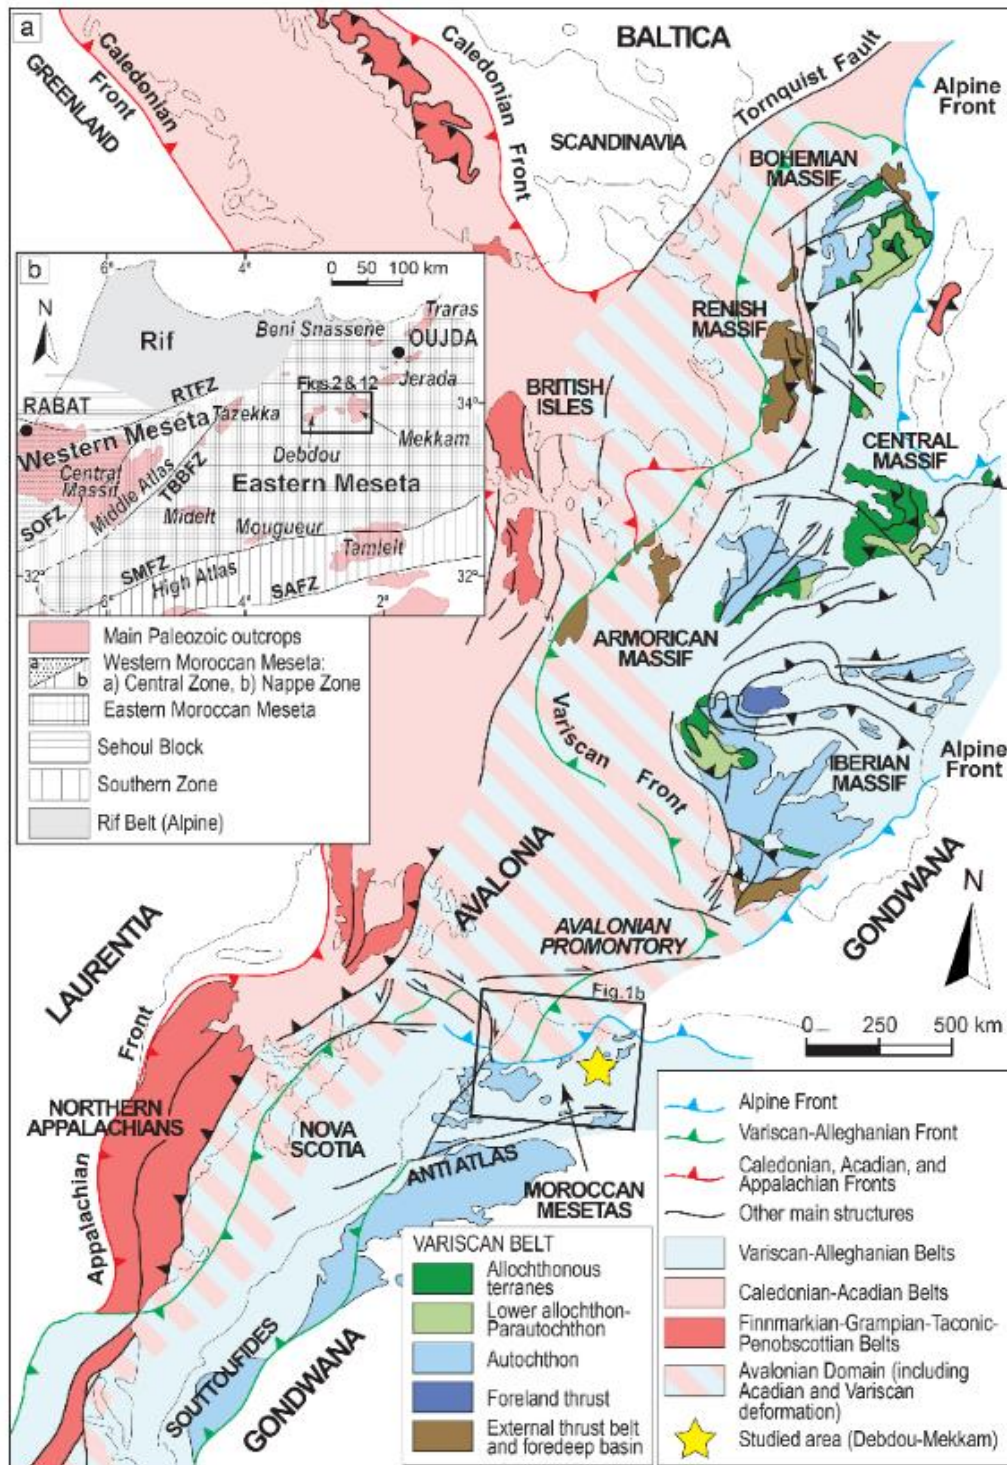 a
Caledonian
Front
GREENLAND
Caledonian
Front
BALTICA
SCANDINAVIA
Tornquist Fault
Alpine
Front
BOHEMIAN
MASSIF
RENISH
MASSIF
BRITISH
ISLES
CENTRAL
MASSIF
ARMORICAN
MASSIF
Variscan
Front
IBERIAN
MASSIF
Alpine
Front
GONDWANA
N
0 250 500 km
AVALONIA
AVALONIAN
PROMONTORY
Fig.1b
LAURENTIA
Front
Appalachian
NORTHERN
APPALACHIANS
NOVA
SCOTIA
ANTI ATLAS
MOROCCAN
MESETAS
SOUTTOUFIDES
GONDWANA
b
6°
4°
0 50 100 km
N
Rif
Beni Snassene
Traras
OUJDA
Jerada
Figs.2 & 12
34°
RABAT
RTFZ
Tazekka
Western Meseta
Mekkam
Debdou
Central
Massif
Middle Atlas
TBBFZ
Eastern Meseta
SOFZ
Midelt
Mougueur
Tamleit
32°
SMFZ
High Atlas
SAFZ
32°
6°
4°
2°
Main Paleozoic outcrops
a
b
Western Moroccan Meseta:
a) Central Zone, b) Nappe Zone
Eastern Moroccan Meseta
Sehoul Block
Southern Zone
Rif Belt (Alpine)
VARISCAN BELT
Allochthonous
terranes
Lower allochthon-
Parautochthon
Autochthon
Foreland thrust
External thrust belt
and foredeep basin
Alpine Front
Variscan-Alleghanian Front
Caledonian, Acadian, and
Appalachian Fronts
Other main structures
Variscan-Alleghanian Belts
Caledonian-Acadian Belts
Finnmarkian-Grampian-Taconic-
Penobscottian Belts
Avalonian Domain (including
Acadian and Variscan
deformation)
Studied area (Debdou-Mekkam)